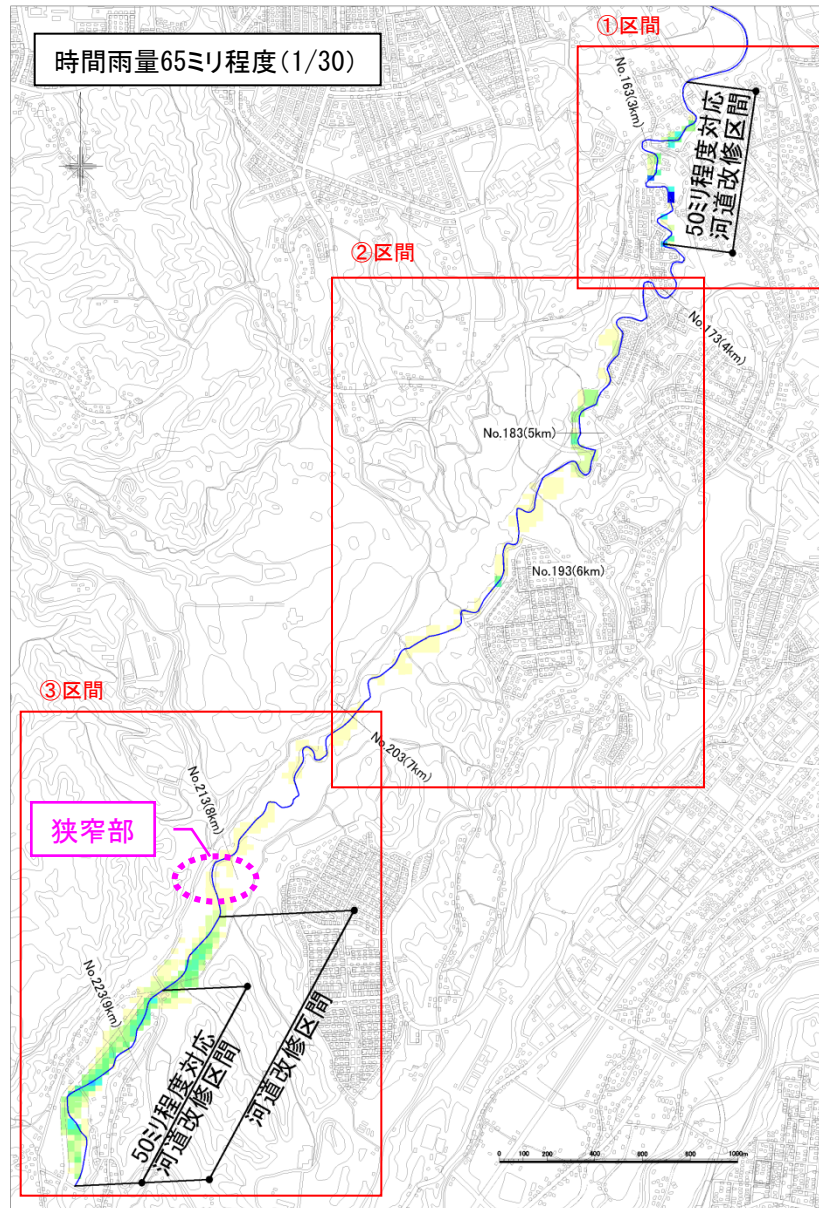 時間雨量65ミリ程度(1/30)
①区間
No.163(3km)
50ミリ程度対応
河道改修区間
②区間
No.173(4km)
No.183(5km)
No.193(6km)
③区間
No.203(7km)
No.213(8km)
狭窄部
No.223(9km)
50ミリ程度対応
河道改修区間
河道改修区間
0 100 200 400 600 800 1000m